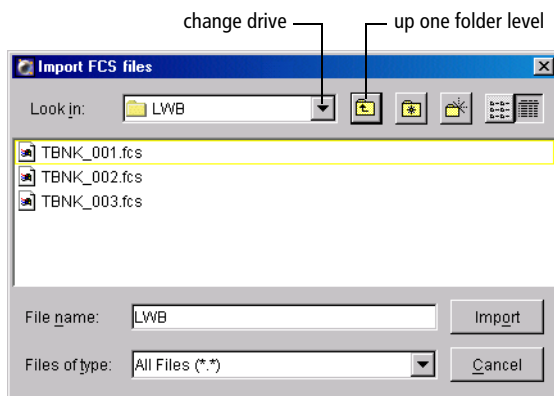 change drive
up one folder level
Import FCS files
Look in:
LWB
TBNK_001.fcs
TBNK_002.fcs
TBNK_003.fcs
File name:
LWB
Import
Files of type:
All Files (*.*)
Cancel